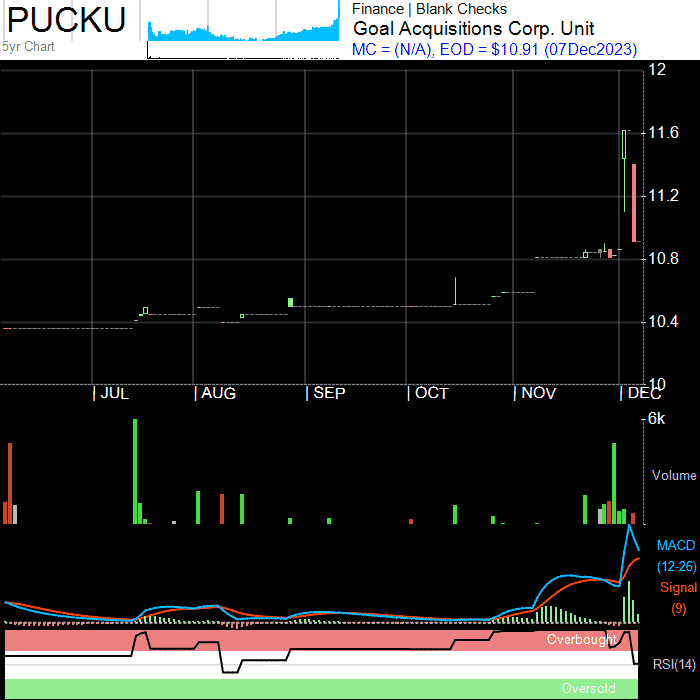 PUCKU
5yr Chart
Finance | Blank Checks
Goal Acquisitions Corp. Unit
MC = (N/A), EOD = $10.91 (07Dec2023)
12
11.6
11.2
10.8
10.4
10
JUL AUG SEP OCT NOV DEC
6k
Volume
MACD
(12-26)
Signal
(9)
Overbought
RSI(14)
Oversold